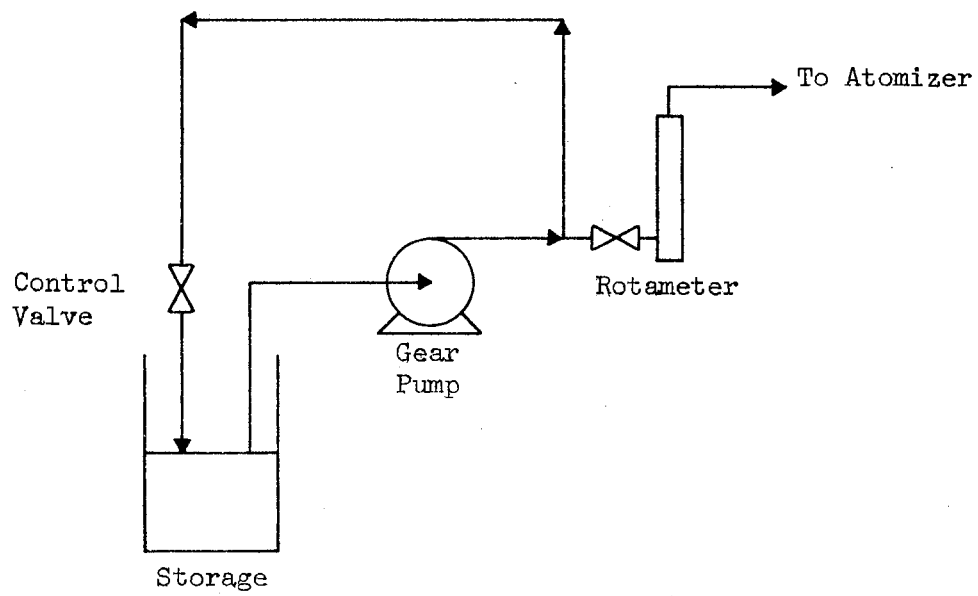 To Atomizer
Control
Valve
Rotameter
Gear
Pump
Storage